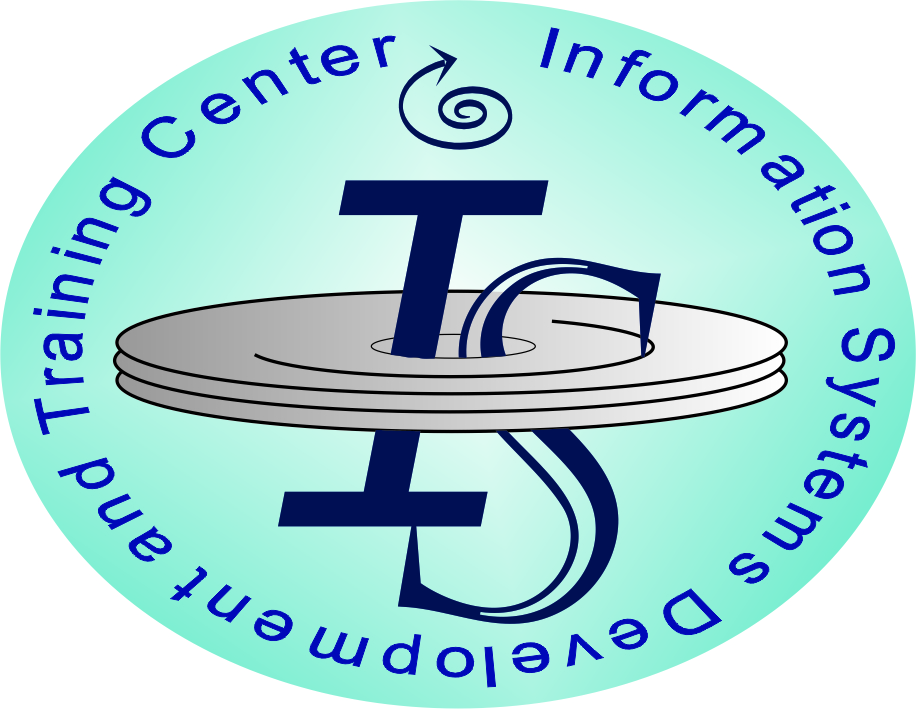 Information Systems Development and Training Center
IS